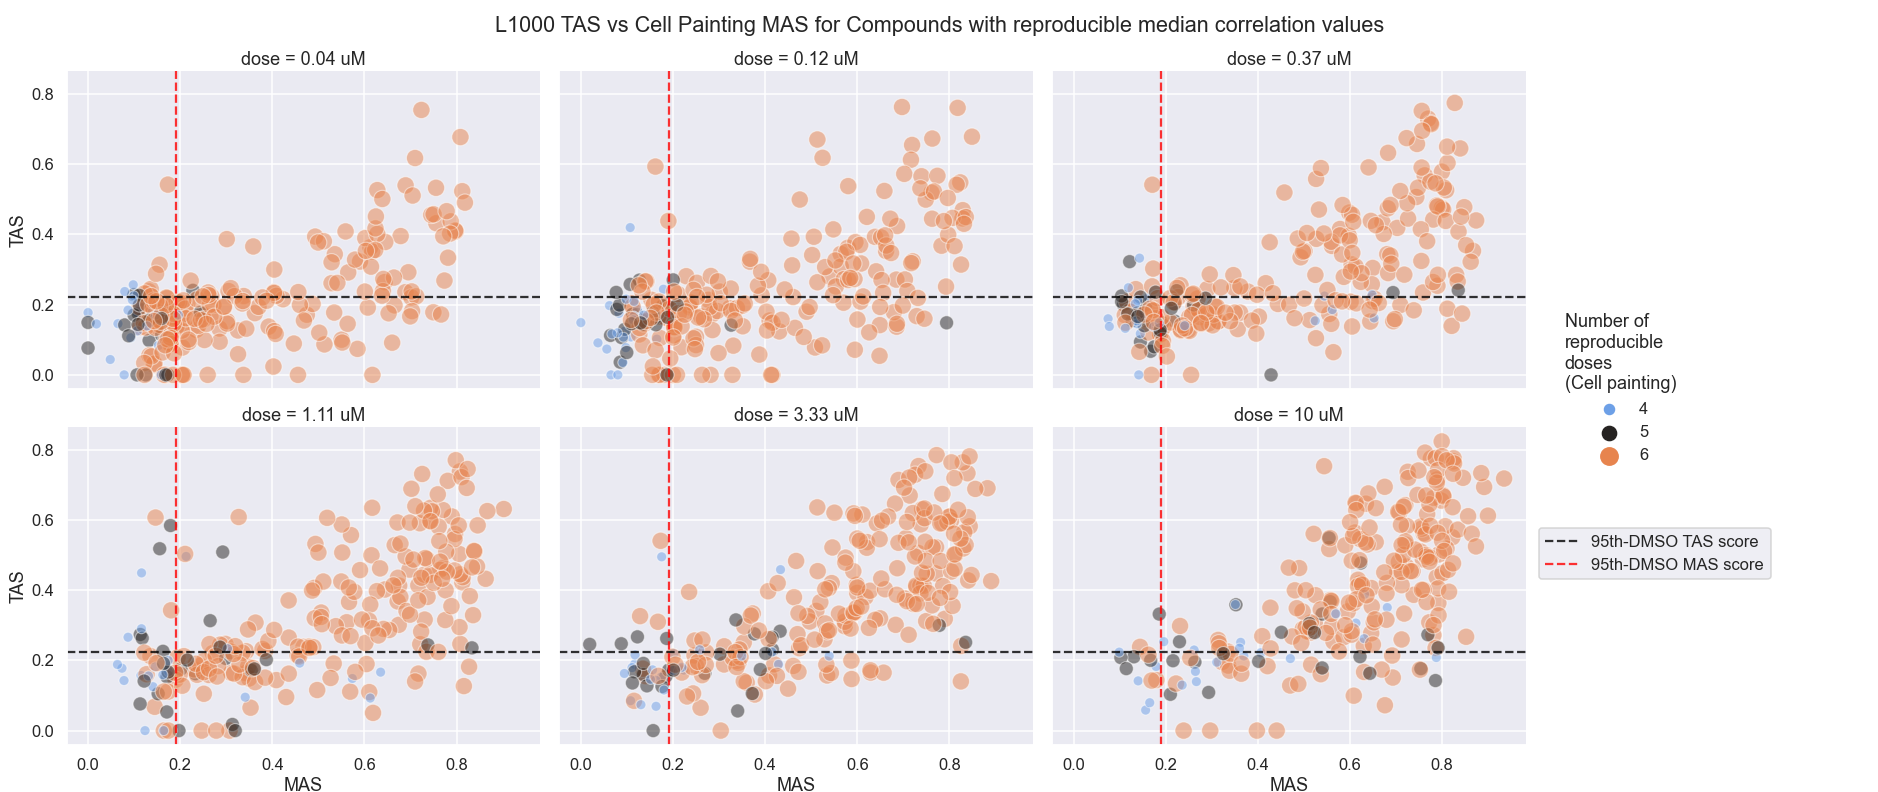 L1000 TAS vs Cell Painting MAS for Compounds with reproducible median correlation values
dose = 0.04 uM
dose = 0.12 uM
dose = 0.37 uM
TAS
0.8
0.6
0.4
0.2
0.0
dose = 1.11 uM
dose = 3.33 uM
dose = 10 uM
TAS
0.8
0.6
0.4
0.2
0.0
0.0 0.2 0.4 0.6 0.8
0.0 0.2 0.4 0.6 0.8
0.0 0.2 0.4 0.6 0.8
MAS
MAS
MAS
Number of
reproducible
doses
(Cell painting)
4
5
6
95th-DMSO TAS score
95th-DMSO MAS score